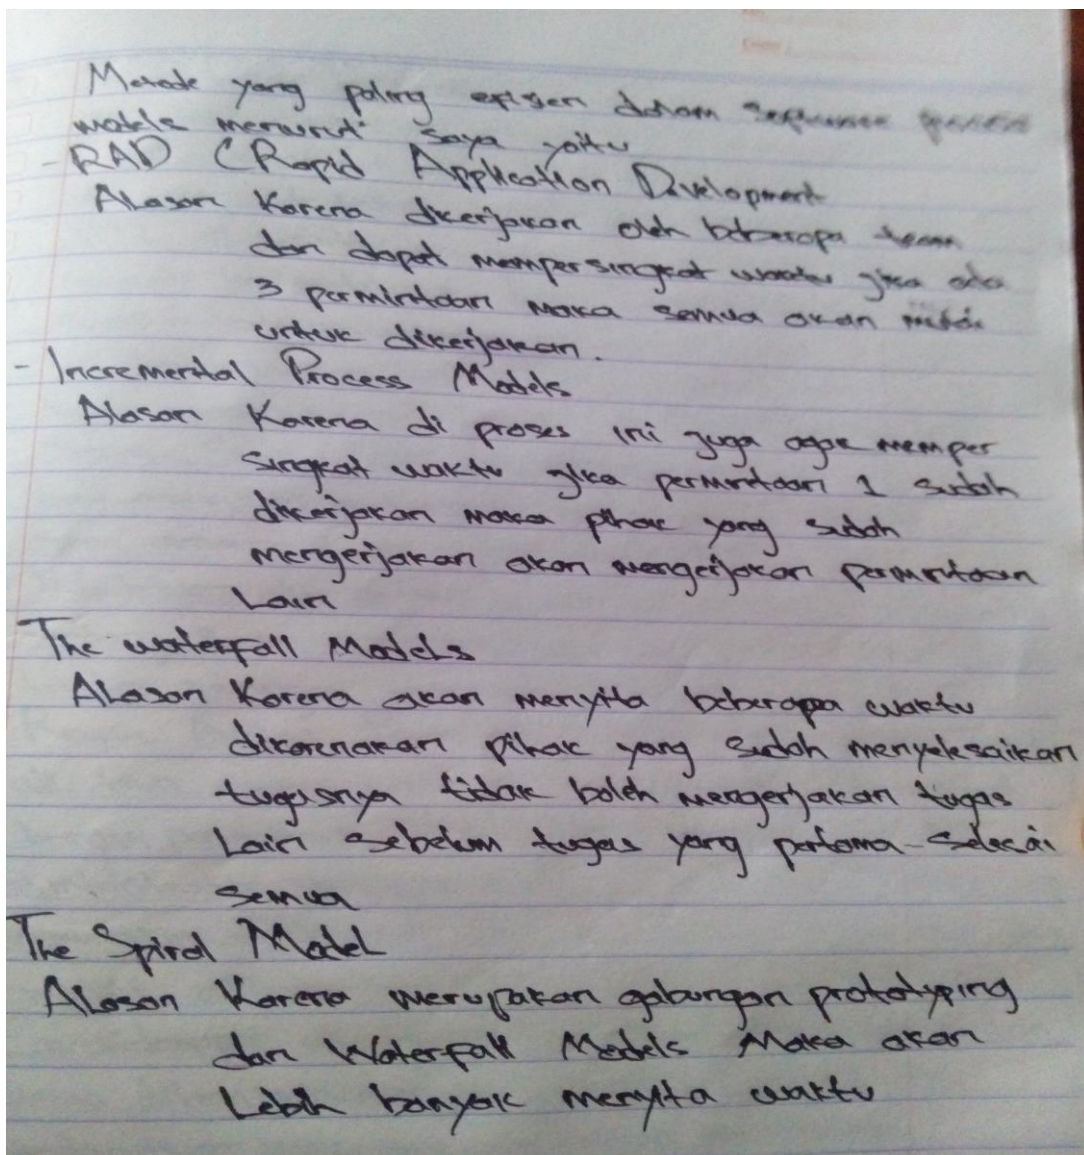 Metode yang paling efisien dalam
models menurut saya yaitu
- RAD (Rapid Application Development
Alasan Karena dikerjakan oleh beberapa team
dan dapat mempersingkat waktu jika ada
3 permintaan maka semua akan
untuk dikerjakan.
- Incremental Process Models
Alasan Karena di proses ini juga agak memper
singkat waktu jika permintaan 1 sudah
dikerjakan maka pihak yang sudah
mengerjakan akan mengerjakan permintaan
Lain
The waterfall Models
Alasan Karena akan menyita beberapa waktu
dikarenakan pihak yang sudah menyelesaikan
tugasnya tidak boleh mengerjakan tugas
Lain sebelum tugas yang pertama selesai
semua
The Spiral Model
Alasan Karena merupakan gabungan prototyping
dan Waterfall Models Maka akan
Lebih banyak menyita waktu